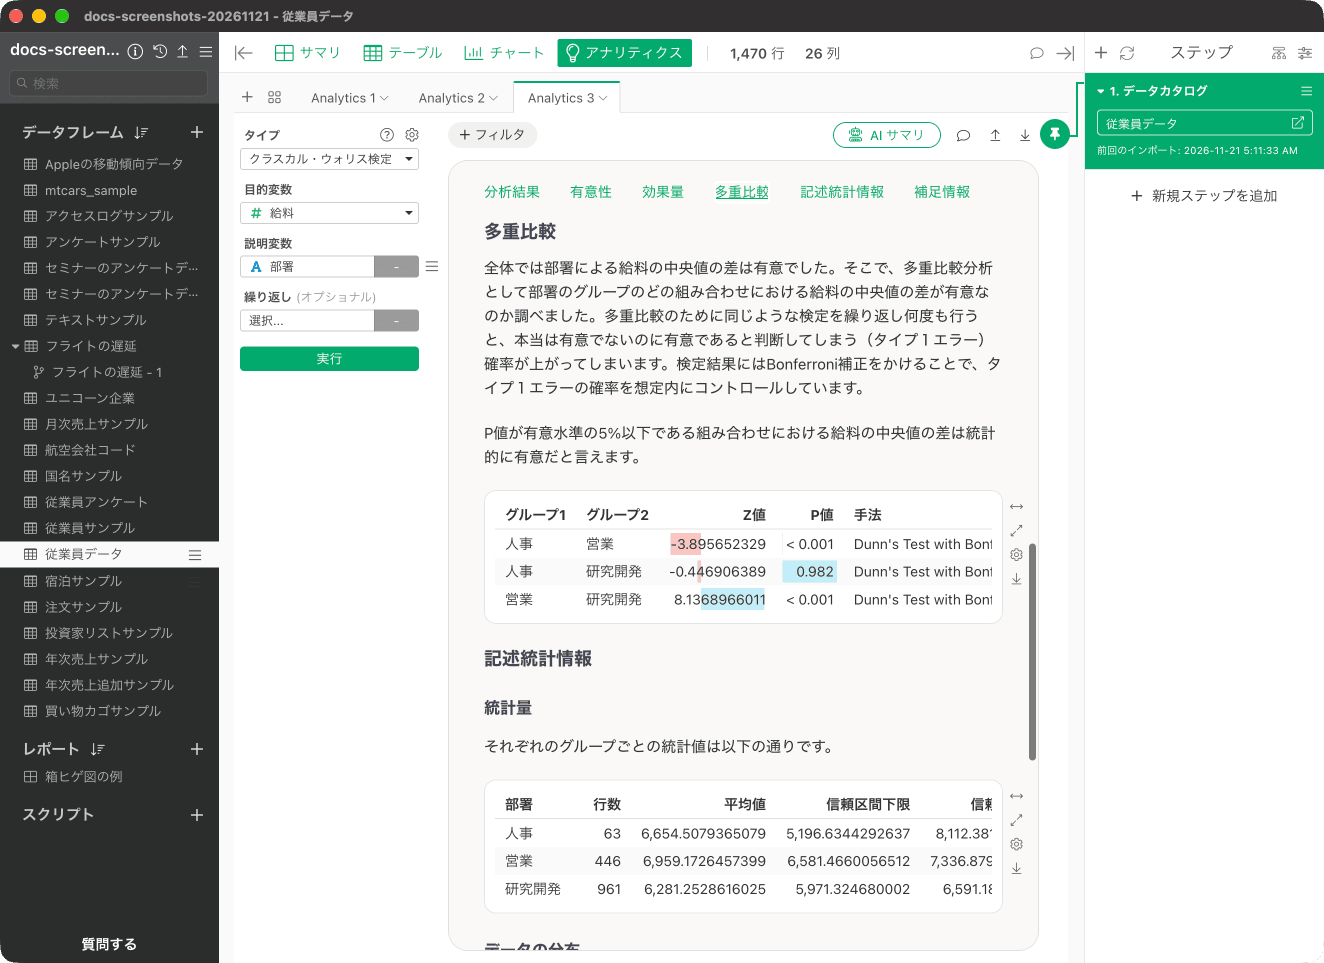 docs-screenshots-20261121 - 従業員データ
docs-screen...
検索
データフレーム
Appleの移動傾向データ
mtcars_sample
アクセスログサンプル
アンケートサンプル
セミナーのアンケートデ...
セミナーのアンケートデ...
テキストサンプル
フライトの遅延
フライトの遅延 - 1
ユニコーン企業
月次売上サンプル
航空会社コード
国名サンプル
従業員アンケート
従業員サンプル
従業員データ
宿泊サンプル
注文サンプル
投資家リストサンプル
年次売上サンプル
年次売上追加サンプル
買い物カゴサンプル
レポート
箱ヒゲ図の例
スクリプト
質問する
サマリ テーブル チャート アナリティクス 1,470 行 26 列
Analytics 1 Analytics 2 Analytics 3
タイプ
クラスカル・ウォリス検定
目的変数
# 給料
説明変数
A 部署 -
繰り返し (オプショナル)
選択... -
実行
+ フィルタ
AI サマリ
分析結果 有意性 効果量 多重比較 記述統計情報 補足情報
多重比較
全体では部署による給料の中央値の差は有意でした。そこで、多重比較分析
として部署のグループのどの組み合わせにおける給料の中央値の差が有意な
のか調べました。多重比較のために同じような検定を繰り返し何度も行う
と、本当は有意でないのに有意であると判断してしまう（タイプ 1 エラー）
確率が上がってしまいます。検定結果にはBonferroni補正をかけることで、タ
イプ 1 エラーの確率を想定内にコントロールしています。
P値が有意水準の5%以下である組み合わせにおける給料の中央値の差は統計
的に有意だと言えます。
グループ1 グループ2 Z値 P値 手法
人事 営業 -3.895652329 < 0.001 Dunn's Test with Bonf
人事 研究開発 -0.446906389 0.982 Dunn's Test with Bonf
営業 研究開発 8.1368966011 < 0.001 Dunn's Test with Bonf
記述統計情報
統計量
それぞれのグループごとの統計値は以下の通りです。
部署 行数 平均値 信頼区間下限 信頼
人事 63 6,654.5079365079 5,196.6344292637 8,112.381
営業 446 6,959.1726457399 6,581.4660056512 7,336.879
研究開発 961 6,281.2528616025 5,971.324680002 6,591.18
データの分布
ステップ
1. データカタログ
従業員データ
前回のインポート: 2026-11-21 5:11:33 AM
+ 新規ステップを追加